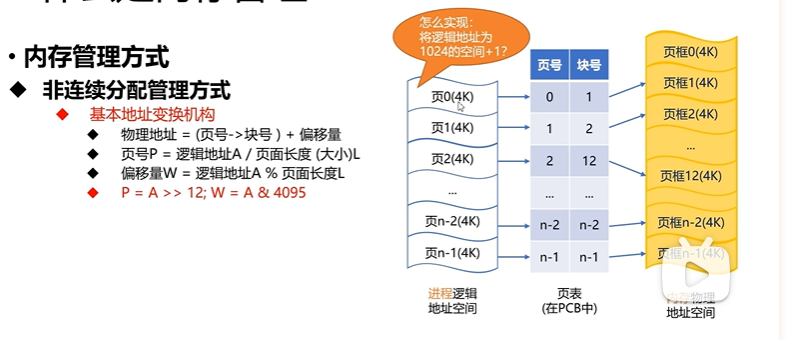 内存管理方式
非连续分配管理方式
基本地址变换机构
物理地址 = (页号->块号 ) + 偏移量
页号P = 逻辑地址A / 页面长度 (大小)L
偏移量W = 逻辑地址A % 页面长度L
P = A >> 12; W = A & 4095
怎么实现:
将逻辑地址为
1024的空间+1?
页0(4K)
页1(4K)
页2(4K)
...
页n-2(4K)
页n-1(4K)
进程逻辑
地址空间
页号 块号
0 1
1 2
2 12
... ...
n-2 n-2
n-1 n-1
页表
(在PCB中)
页框0(4K)
页框1(4K)
页框2(4K)
...
页框12(4K)
页框n-2(4K)
页框n-1(4K)
内存物理
地址空间